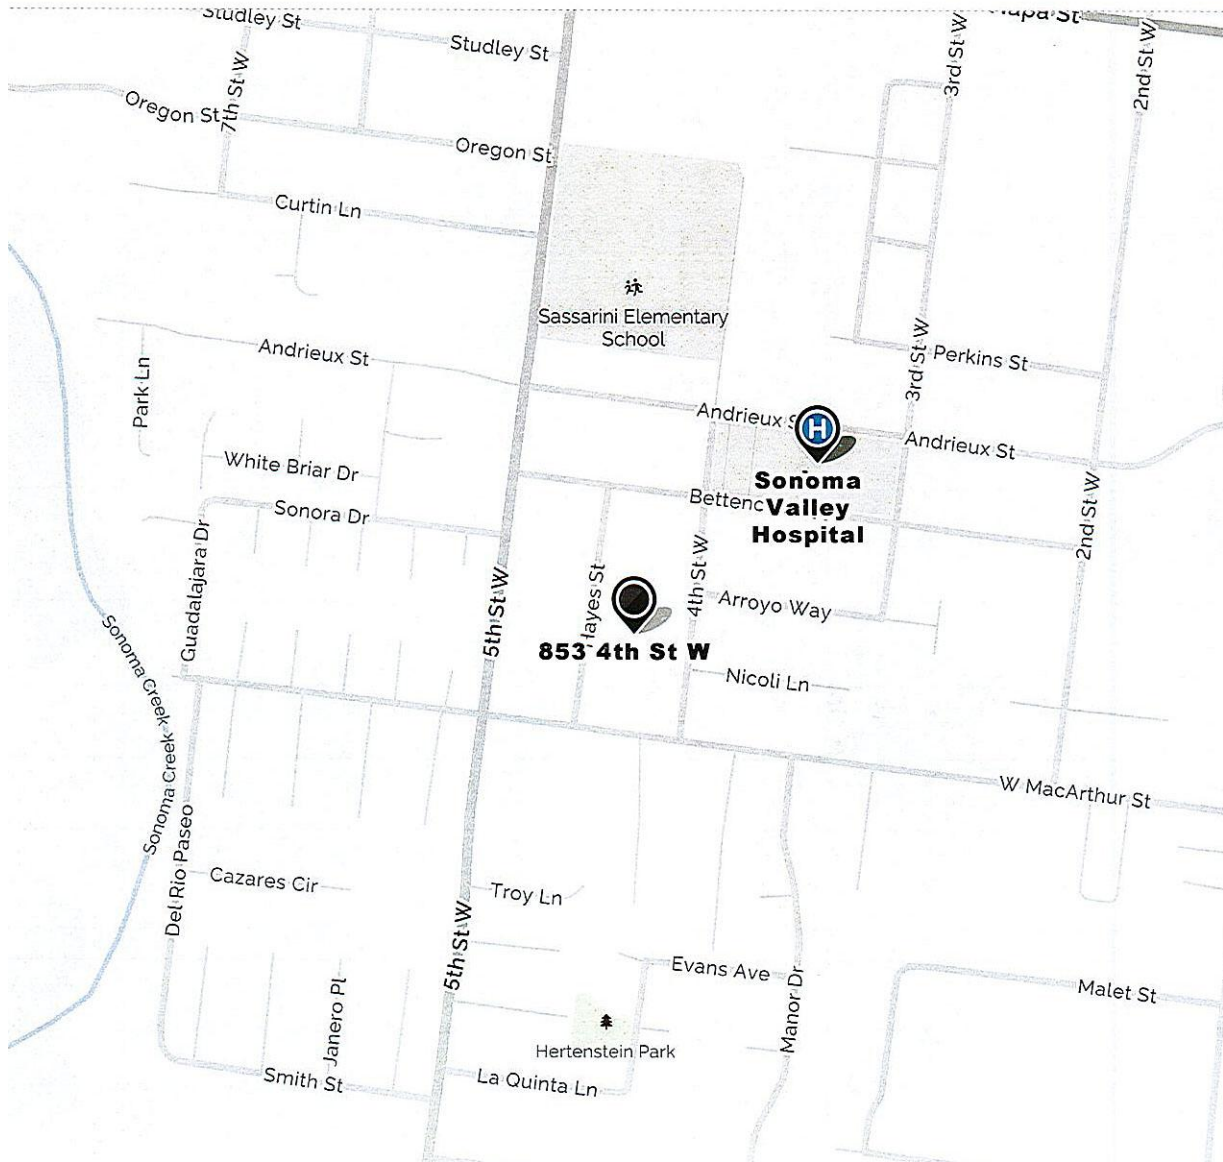 Studley St
Studley St
Napa St
3rd St W
2nd St W
7th St W
Oregon St
Oregon St
Curtin Ln
Sassarini Elementary
School
Andrieux St
Park Ln
3rd St W
Perkins St
Andrieux S
H
Andrieux St
White Briar Dr
Sonoma
Valley
Hospital
Bettenc
Sonora Dr
2nd St W
Guadalajara Dr
5th St W
Hayes St
4th St W
Arroyo Way
853 4th St W
Sonoma Creek
Nicoli Ln
Sonoma Creek
W MacArthur St
Del Rio Paseo
Cazares Cir
Troy Ln
5th St W
Evans Ave
Manor Dr
Malet St
Janero Pl
Hertenstein Park
Smith St
La Quinta Ln